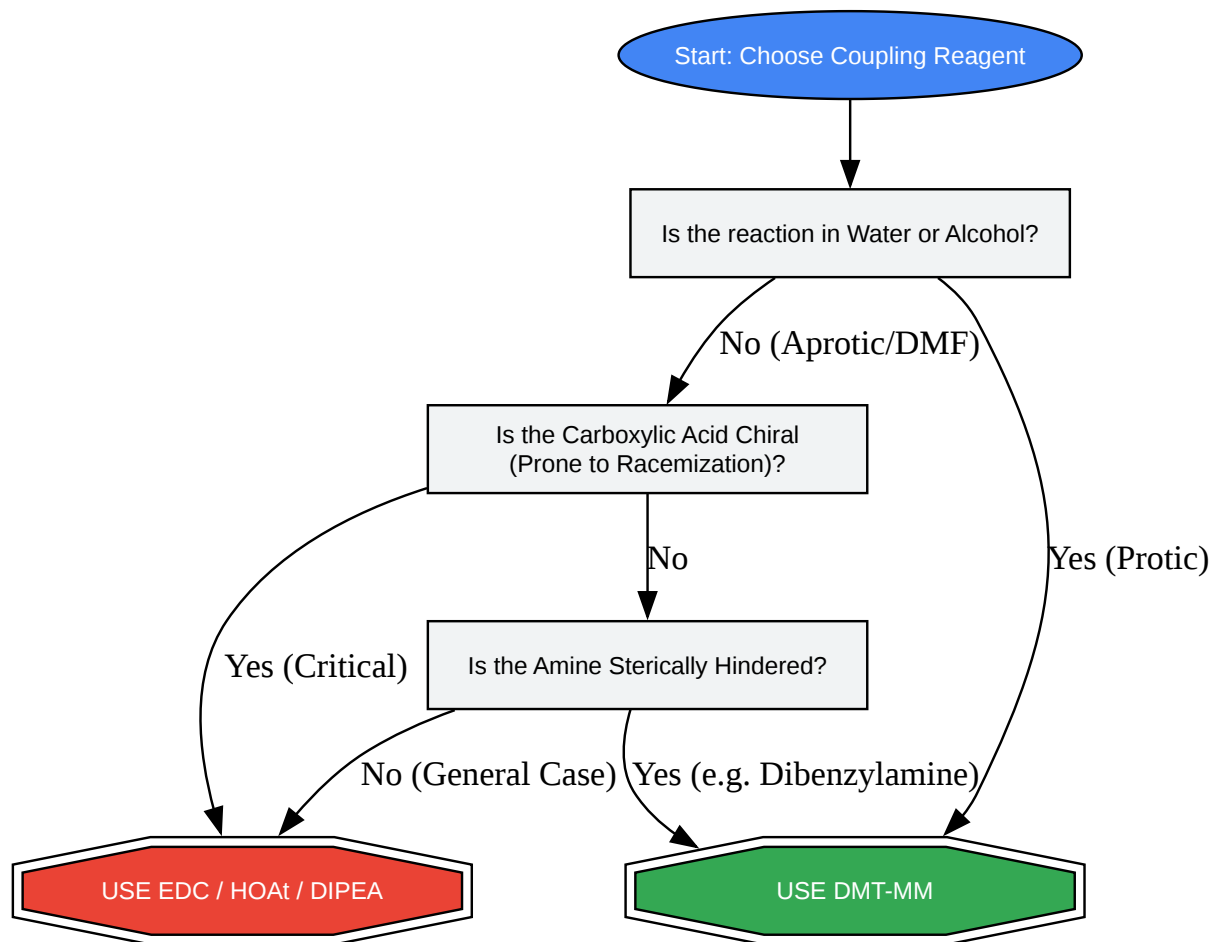 Start: Choose Coupling Reagent
Is the reaction in Water or Alcohol?
No (Aprotic/DMF)
Is the Carboxylic Acid Chiral
(Prone to Racemization)?
No
Yes (Protic)
Yes (Critical)
Is the Amine Sterically Hindered?
No (General Case)
Yes (e.g. Dibenzylamine)
USE EDC / HOAt / DIPEA
USE DMT-MM